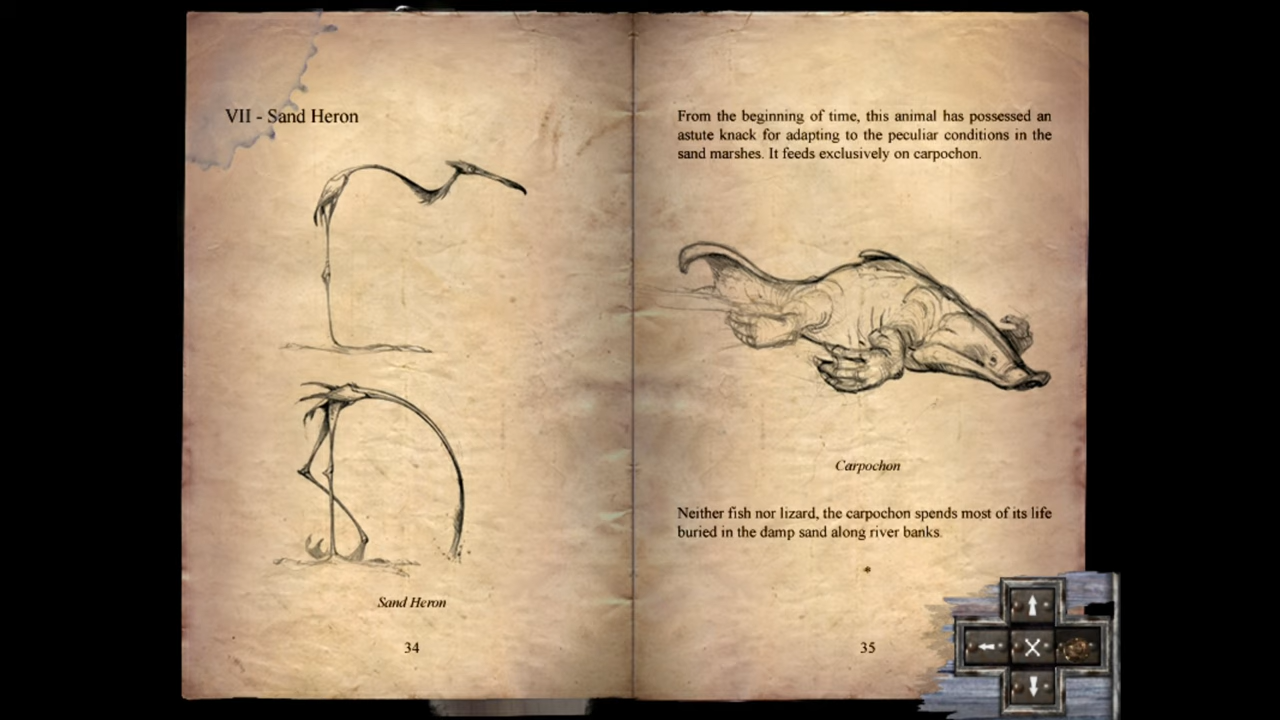 VII - Sand Heron
Sand Heron
34
From the beginning of time, this animal has possessed an
astute knack for adapting to the peculiar conditions in the
sand marshes. It feeds exclusively on carpochon.
Carpochon
Neither fish nor lizard, the carpochon spends most of its life
buried in the damp sand along river banks.
*
35